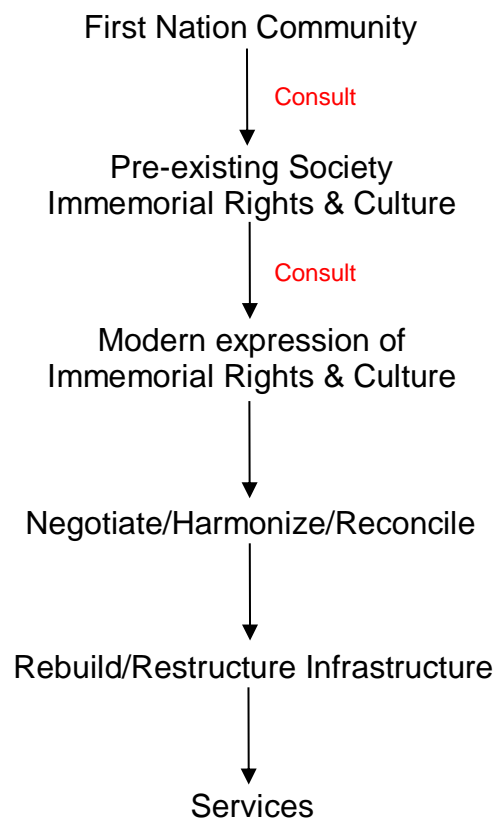 First Nation Community
Consult
Pre-existing Society
Immemorial Rights & Culture
Consult
Modern expression of
Immemorial Rights & Culture
Negotiate/Harmonize/Reconcile
Rebuild/Restructure Infrastructure
Services